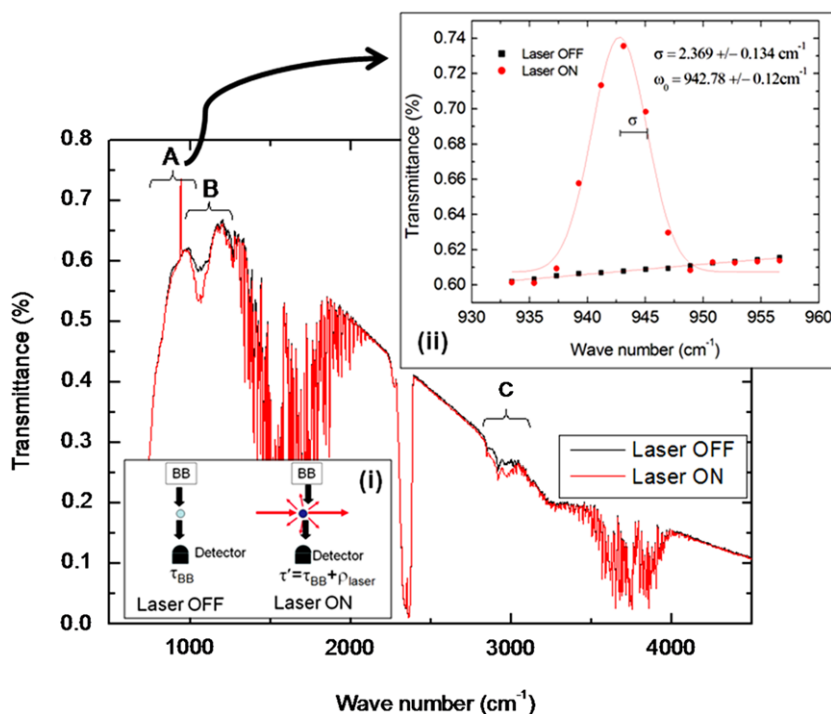 0.74
0.72
0.70
0.68
0.66
0.64
0.62
0.60
Transmittance (%)
Laser OFF
Laser ON
σ = 2.369 +/− 0.134 cm⁻¹
ω₀ = 942.78 +/− 0.12cm⁻¹
σ
930 935 940 945 950 955 960
(ii) Wave number (cm⁻¹)
0.8
0.7
0.6
0.5
0.4
0.3
0.2
0.1
0.0
Transmittance (%)
A
B
C
Laser OFF
Laser ON
(i)
BB BB
Detector Detector
τBB τ′=τBB+ρlaser
Laser OFF Laser ON
1000 2000 3000 4000
Wave number (cm⁻¹)